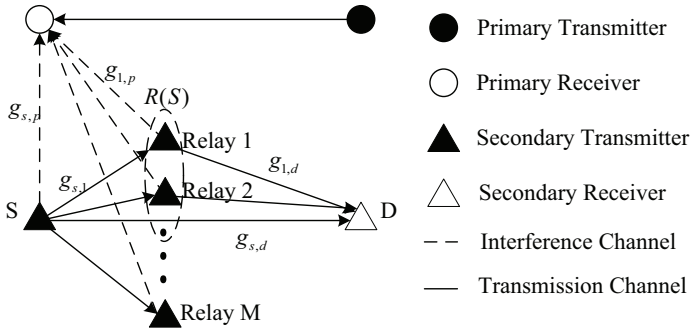 g_{1,p}
R(S)
g_{s,p}
Relay 1
g_{s,1}
g_{1,d}
Relay 2
S
D
g_{s,d}
Relay M
Primary Transmitter
Primary Receiver
Secondary Transmitter
Secondary Receiver
Interference Channel
Transmission Channel